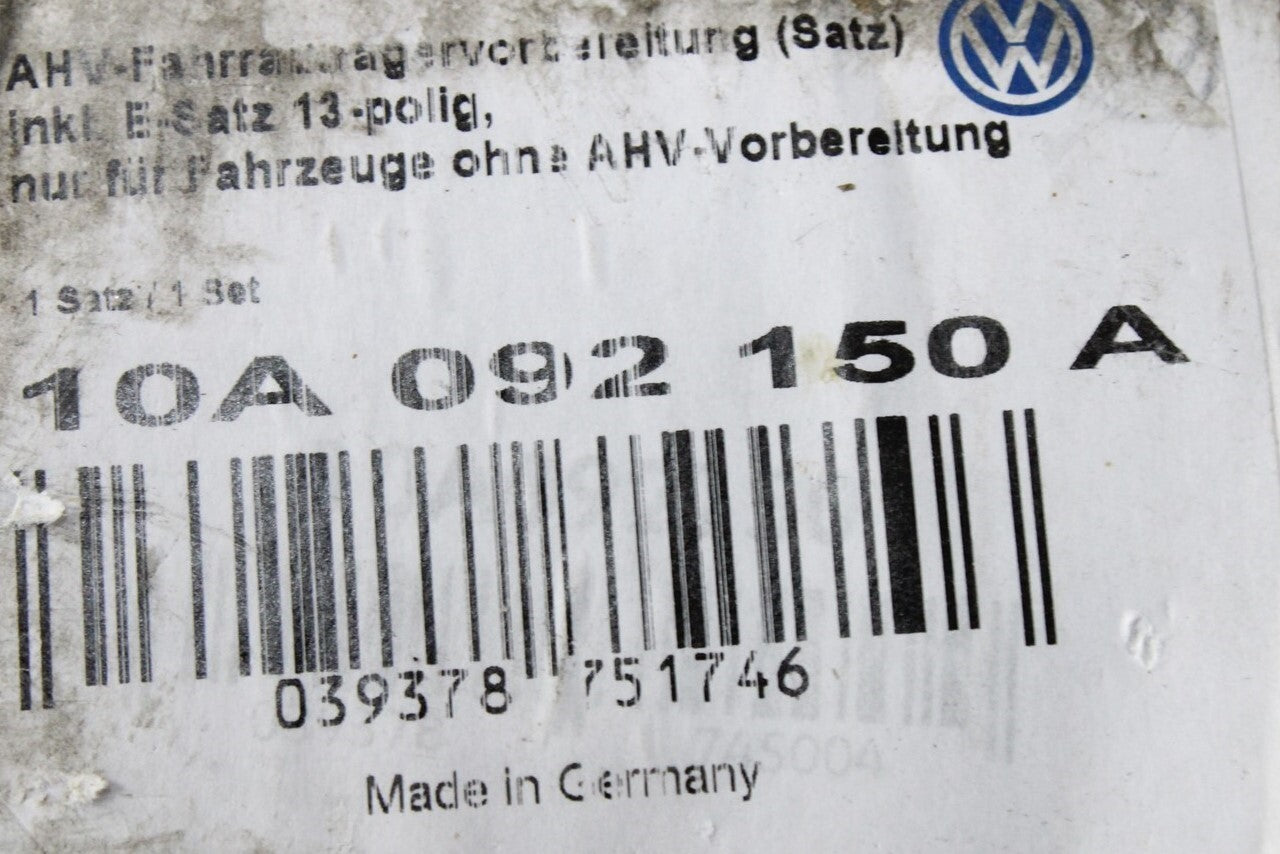 AHV-Fahrradträgervorbereitung (Satz)
inkl. E-Satz 13-polig,
nur für Fahrzeuge ohne AHV-Vorbereitung
1 Satz / 1 Set
10A 092 150 A
039378 751746
745004
Made in Germany